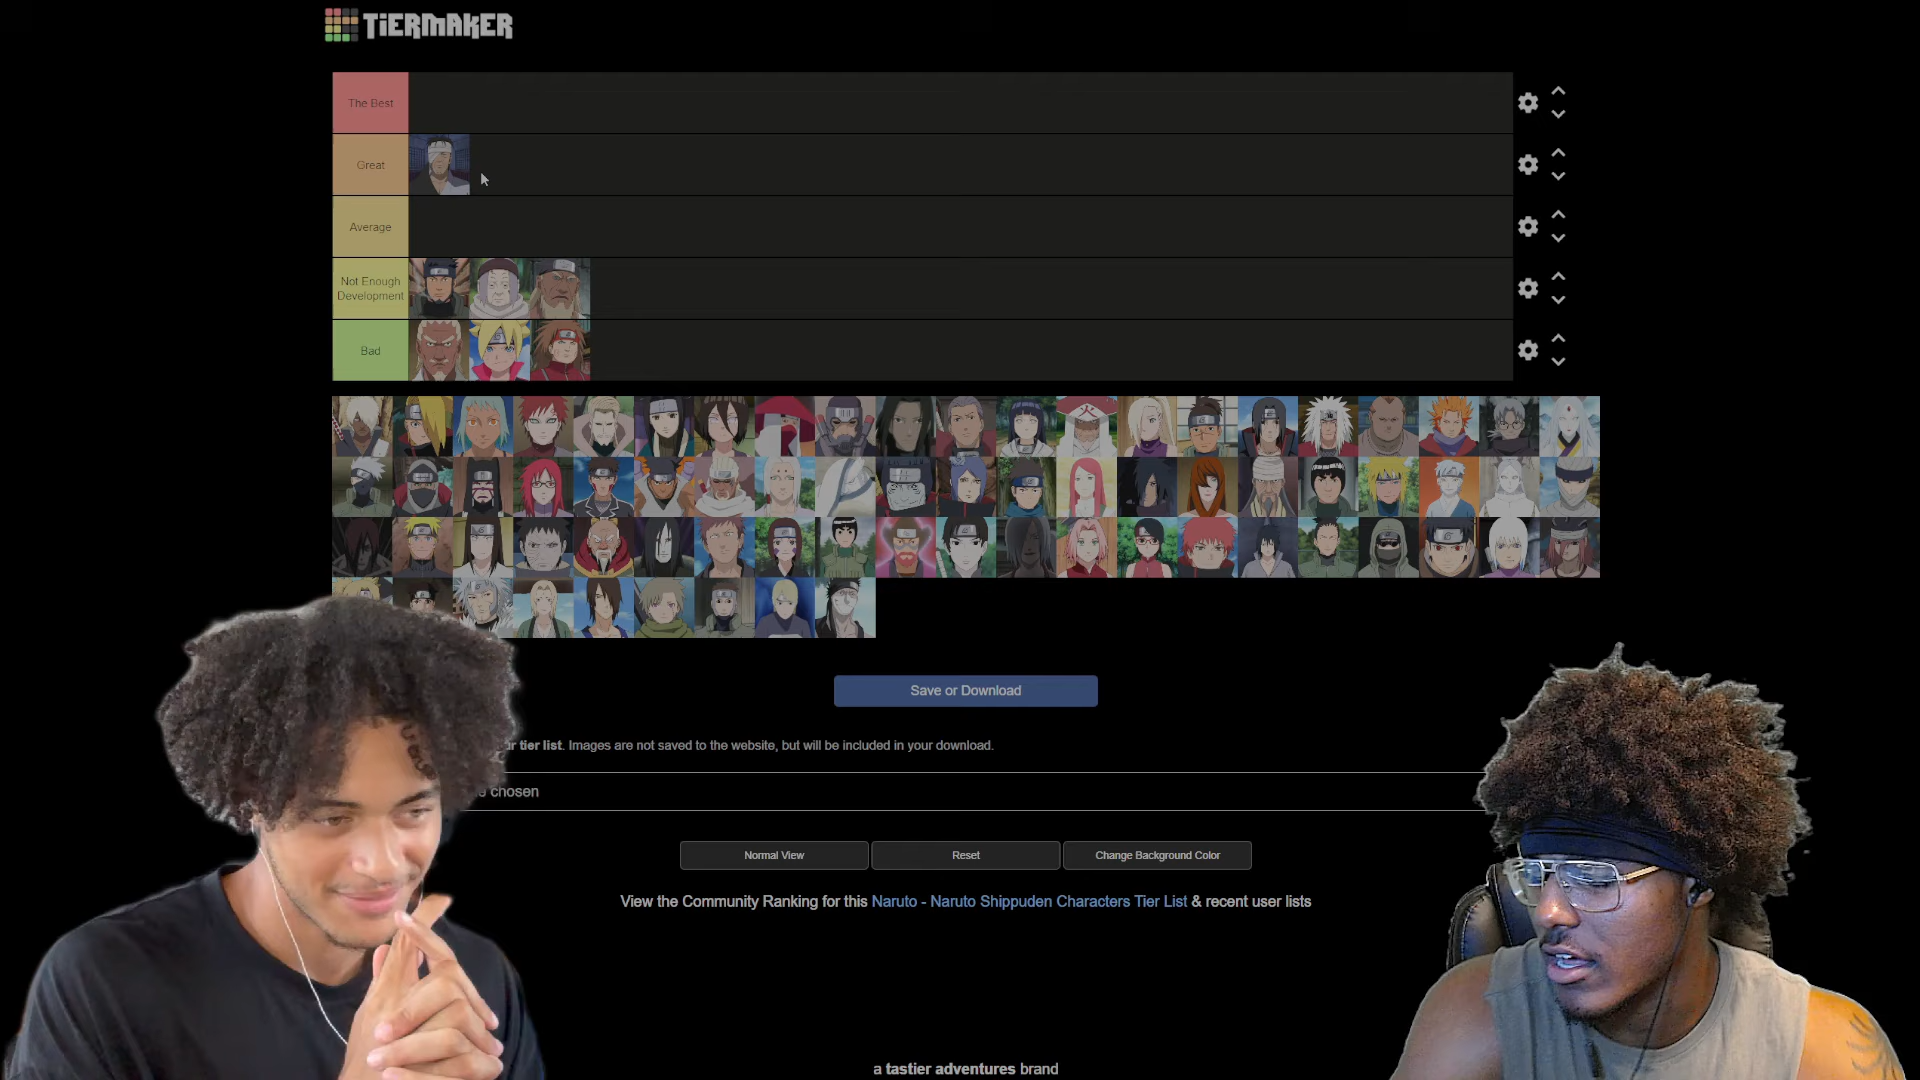 TiERMAKER
The Best
Great
Average
Not Enough
Development
Bad
Save or Download
tier list. Images are not saved to the website, but will be included in your download.
chosen
Normal View
Reset
Change Background Color
View the Community Ranking for this Naruto - Naruto Shippuden Characters Tier List & recent user lists
a tastier adventures brand